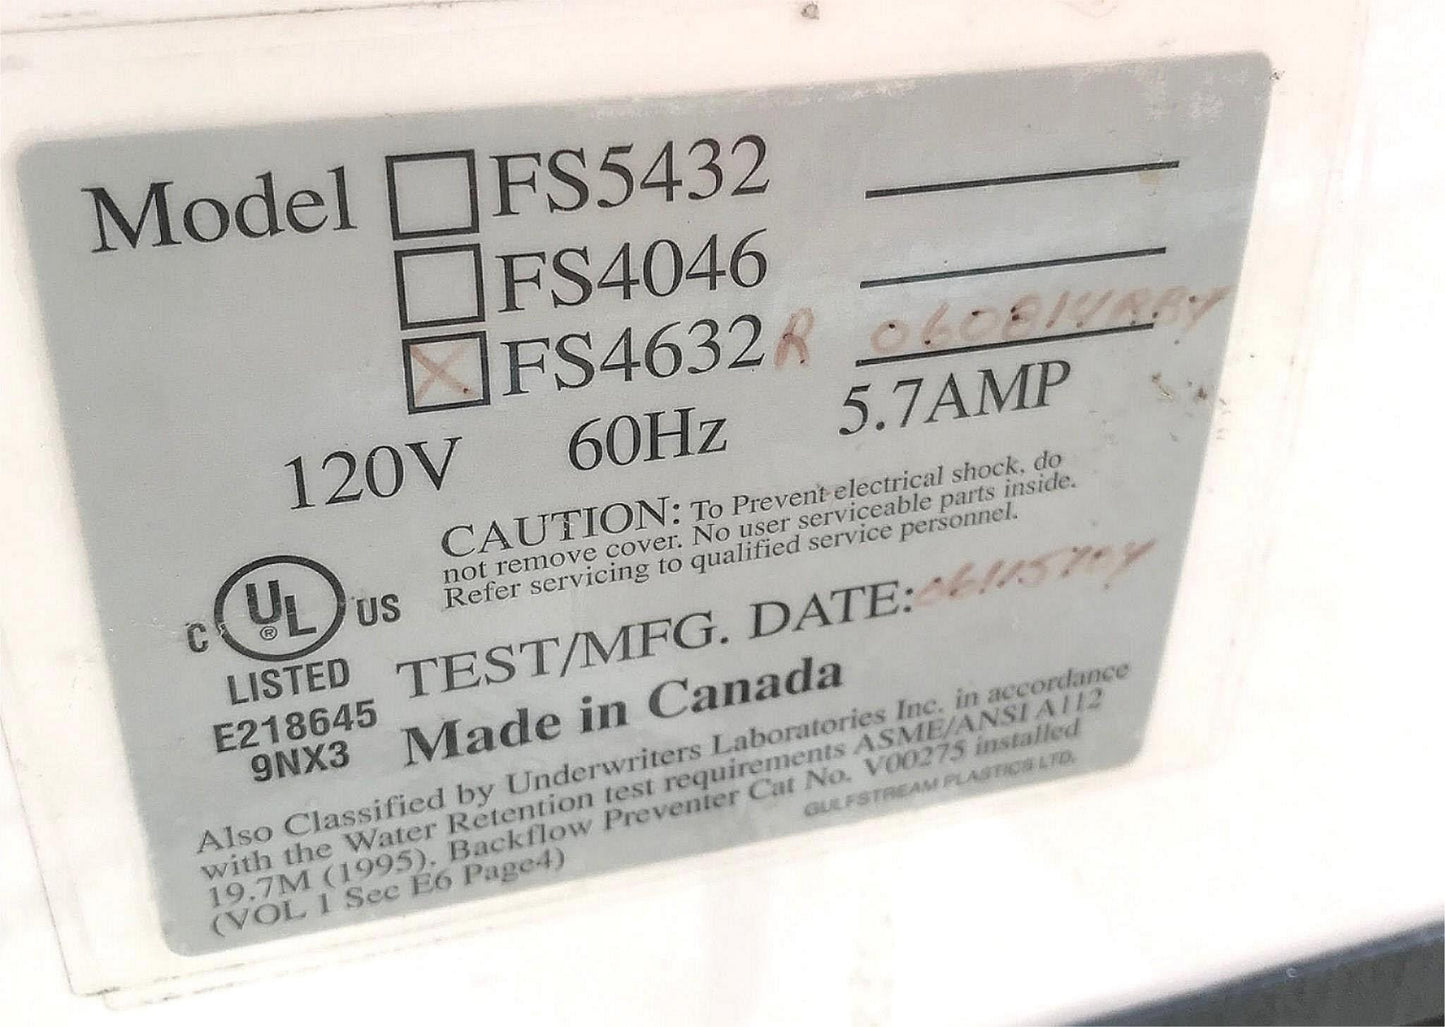 Model FS5432
FS4046
X FS4632R
120V 60Hz 5.7AMP
CAUTION: To Prevent electrical shock, do
not remove cover. No user serviceable parts inside.
Refer servicing to qualified service personnel.
C UL ® US
LISTED
E218645
9NX3
TEST/MFG. DATE:
Made in Canada
Also Classified by Underwriters Laboratories Inc. in accordance
with the Water Retention test requirements ASME/ANSI A112
19.7M (1995). Backflow Preventer Cat No. V00275 installed
(VOL 1 Sec E6 Page4)
GULFSTREAM PLASTICS LTD.